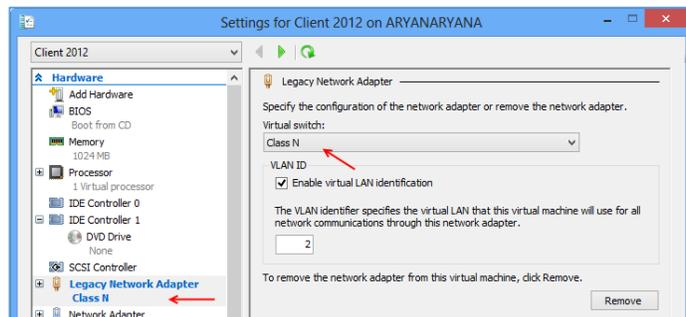 Settings for Client 2012 on ARYANARYANA
Client 2012
Hardware
Add Hardware
BIOS
Boot from CD
Memory
1024 MB
Processor
1 Virtual processor
IDE Controller 0
IDE Controller 1
DVD Drive
None
SCSI Controller
Legacy Network Adapter
Class N
Network Adapter
Legacy Network Adapter
Specify the configuration of the network adapter or remove the network adapter.
Virtual switch:
Class N
VLAN ID
Enable virtual LAN identification
The VLAN identifier specifies the virtual LAN that this virtual machine will use for all
network communications through this network adapter.
2
To remove the network adapter from this virtual machine, click Remove.
Remove